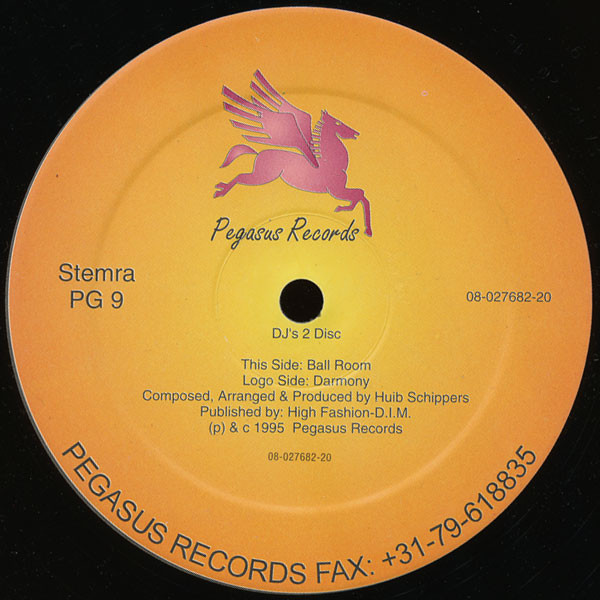 Pegasus Records
Stemra
PG 9
08-027682-20
DJ's 2 Disc
This Side: Ball Room
Logo Side: Darmony
Composed, Arranged & Produced by Huib Schippers
Published by: High Fashion-D.I.M.
(p) & c 1995 Pegasus Records
08-027682-20
PEGASUS RECORDS FAX: +31-79-618835